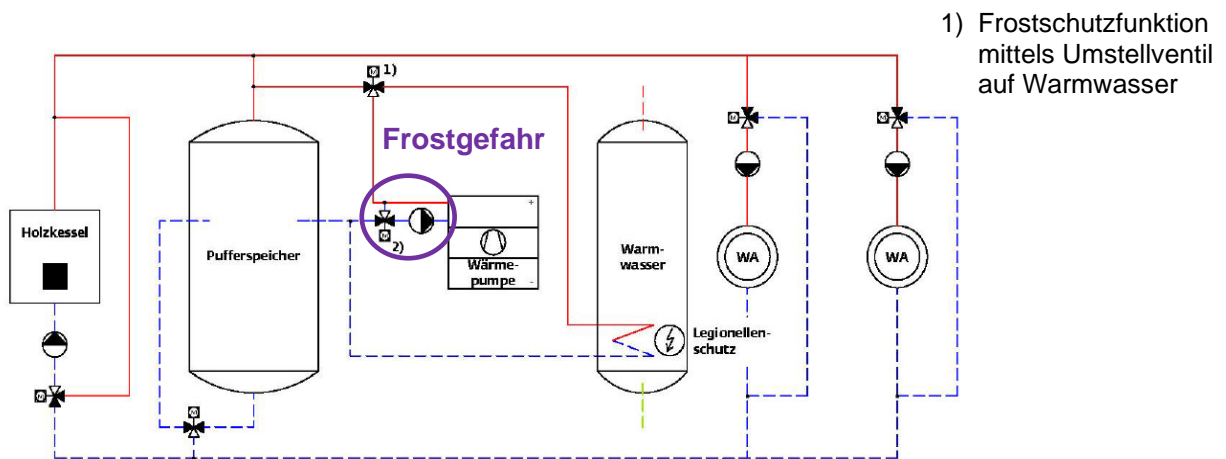 1) Frostschutzfunktion
mittels Umstellventil
auf Warmwasser
M 1)
M
M
Frostgefahr
Holzkessel
Pufferspeicher
M 2)
+
Wärme-
pumpe -
Warm-
wasser
WA
WA
Legionellen-
schutz
M
M